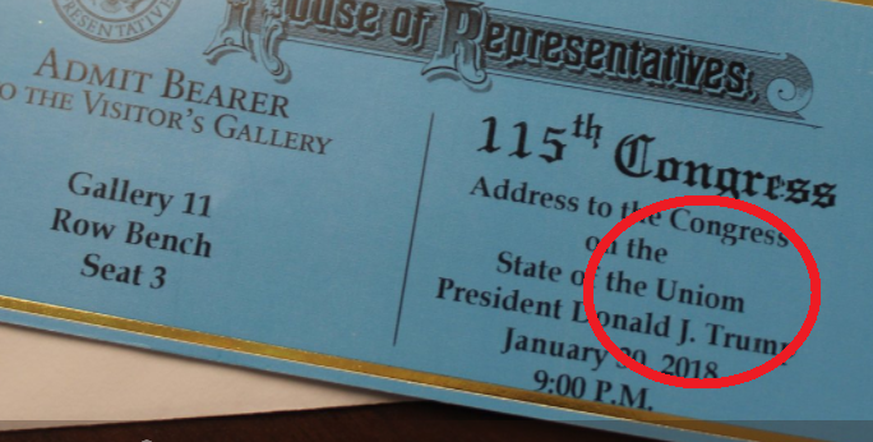 RESENTATIVE
House of Representatives.
ADMIT BEARER
O THE VISITOR'S GALLERY
Gallery 11
Row Bench
Seat 3
115th Congress
Address to the Congress
on the
State of the Uniom
President Donald J. Trump
January 30, 2018
9:00 P.M.